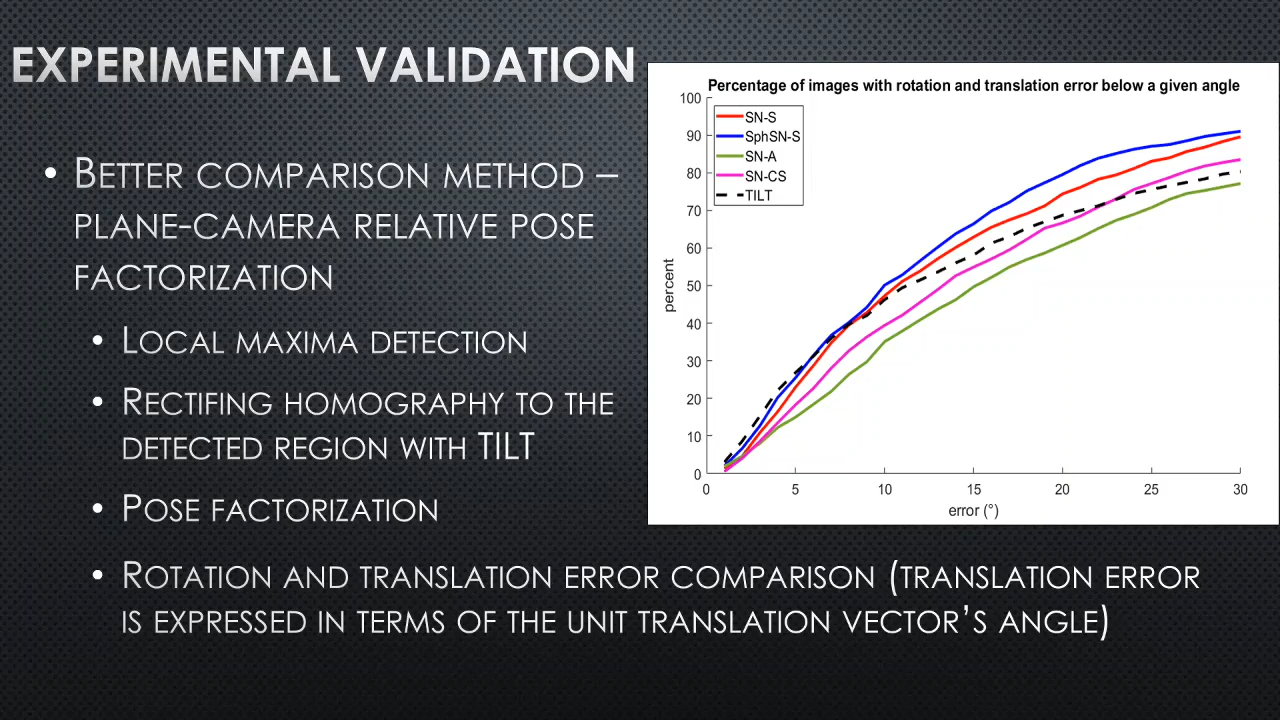 EXPERIMENTAL VALIDATION
• BETTER COMPARISON METHOD –
PLANE-CAMERA RELATIVE POSE
FACTORIZATION
• LOCAL MAXIMA DETECTION
• RECTIFING HOMOGRAPHY TO THE
DETECTED REGION WITH TILT
• POSE FACTORIZATION
• ROTATION AND TRANSLATION ERROR COMPARISON (TRANSLATION ERROR
IS EXPRESSED IN TERMS OF THE UNIT TRANSLATION VECTOR’S ANGLE)
Percentage of images with rotation and translation error below a given angle
SN-S
SphSN-S
SN-A
SN-CS
TILT
percent
100
90
80
70
60
50
40
30
20
10
0
0 5 10 15 20 25 30
error (°)